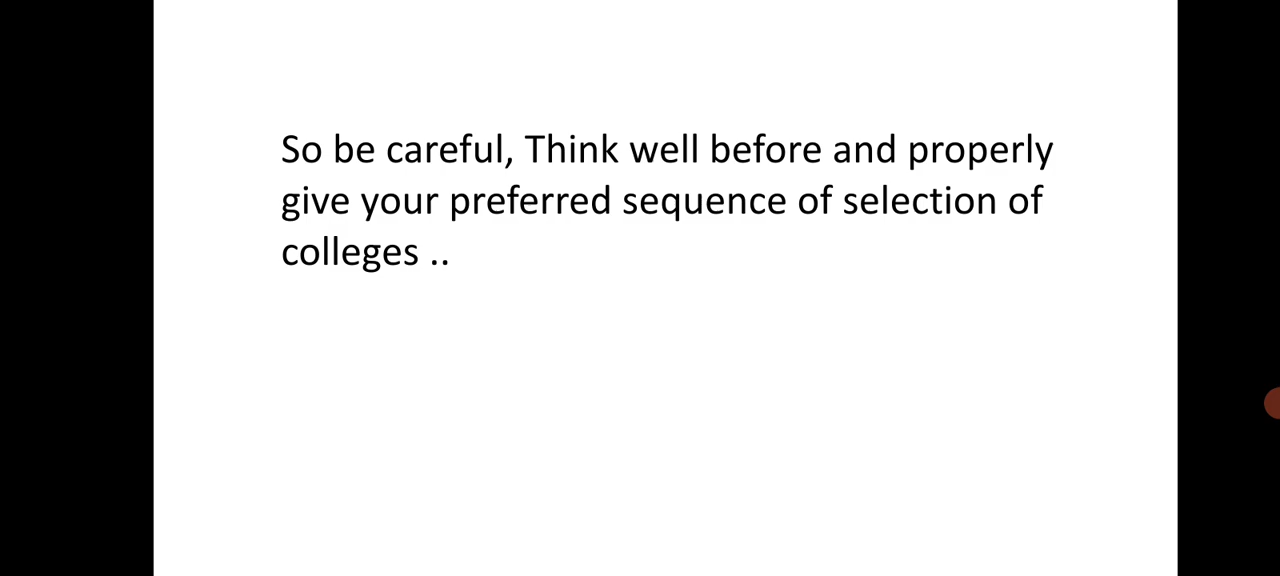 So be careful, Think well before and properly
give your preferred sequence of selection of
colleges ..